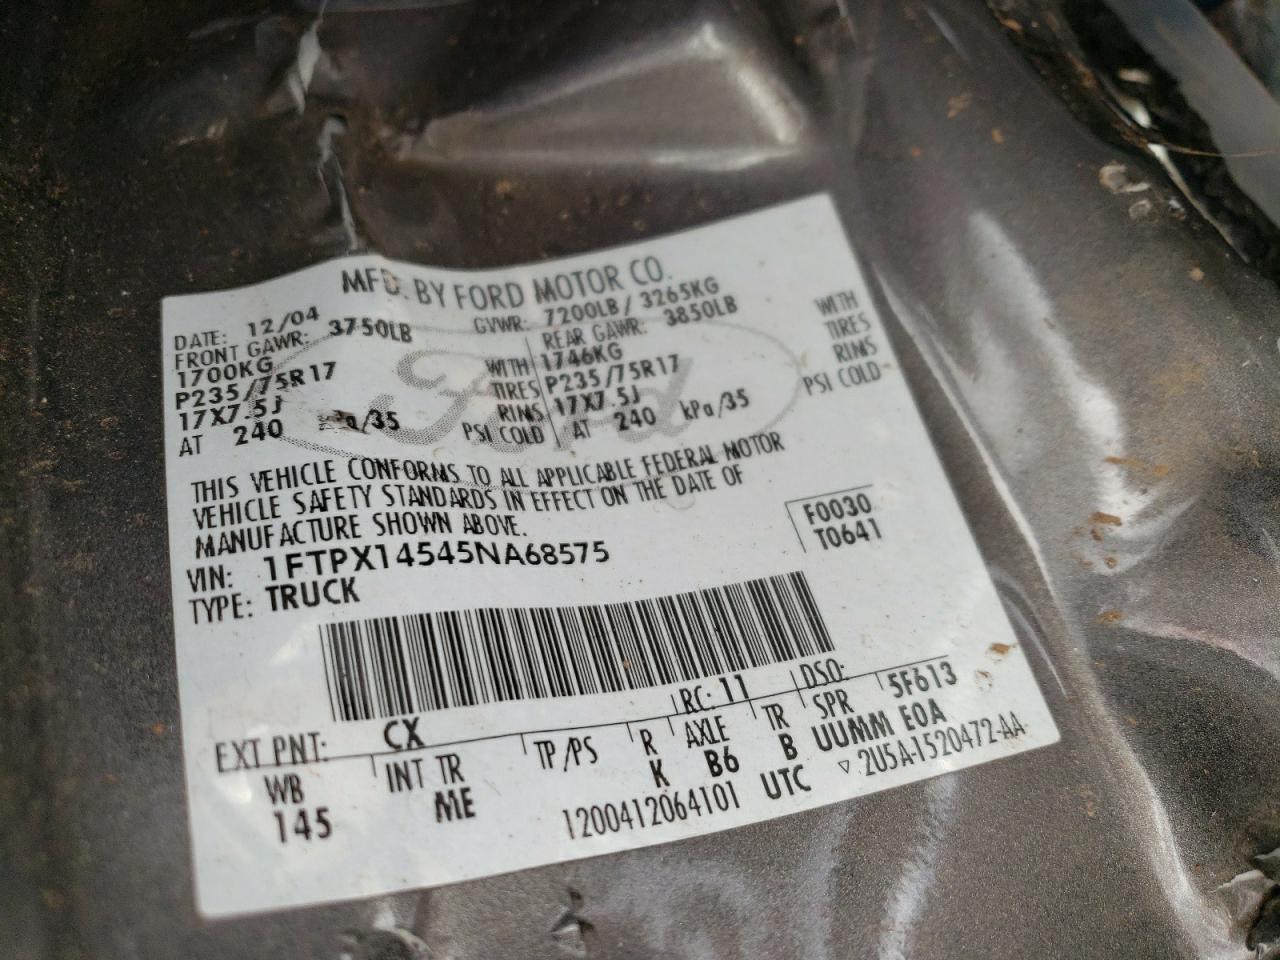 MFD. BY FORD MOTOR CO.
DATE: 12/04 GVWR: 7200LB / 3265KG
FRONT GAWR: 3750LB REAR GAWR: 3850LB WITH
1700KG WITH 1746KG TIRES
P235/75R17 TIRES P235/75R17 RIMS
17X7.5J RIMS 17X7.5J PSI COLD
AT 240 /35 PSI COLD AT 240 kPa/35
Ford
THIS VEHICLE CONFORMS TO ALL APPLICABLE FEDERAL MOTOR
VEHICLE SAFETY STANDARDS IN EFFECT ON THE DATE OF
MANUFACTURE SHOWN ABOVE.
F0030
T0641
VIN: 1FTPX14545NA68575
TYPE: TRUCK
EXT PNT: CX RC: 11 DSO:
WB INT TR TP/PS R AXLE TR SPR 5F613
145 ME K B6 B UUMM EOA
1200412064101 UTC ▽ 2U5A-1520472-AA